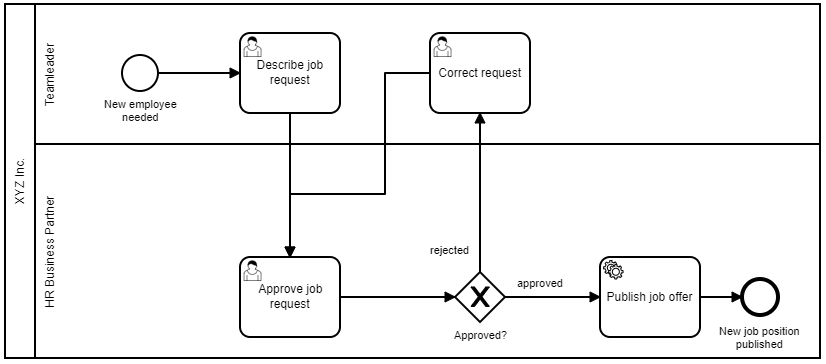 XYZ Inc.
Teamleader
New employee
needed
Describe job
request
Correct request
HR Business Partner
Approve job
request
rejected
Approved?
approved
Publish job offer
New job position
published